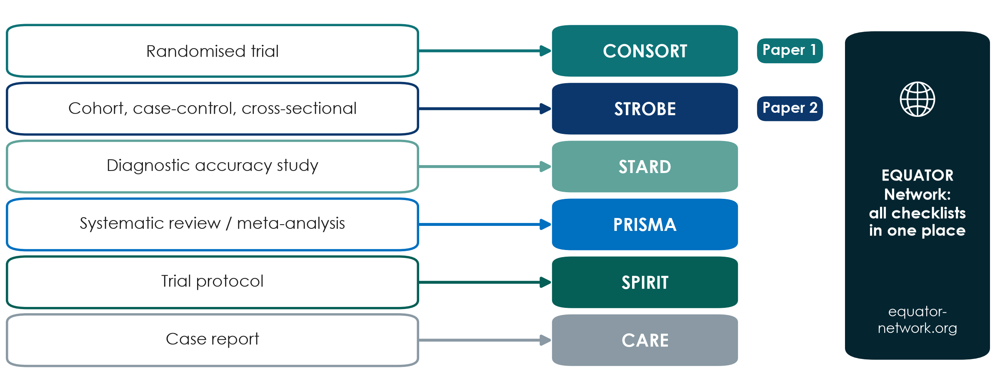 Randomised trial
CONSORT
Paper 1
Cohort, case-control, cross-sectional
STROBE
Paper 2
Diagnostic accuracy study
STARD
Systematic review / meta-analysis
PRISMA
Trial protocol
SPIRIT
Case report
CARE
EQUATOR
Network:
all checklists
in one place
equator-
network.org